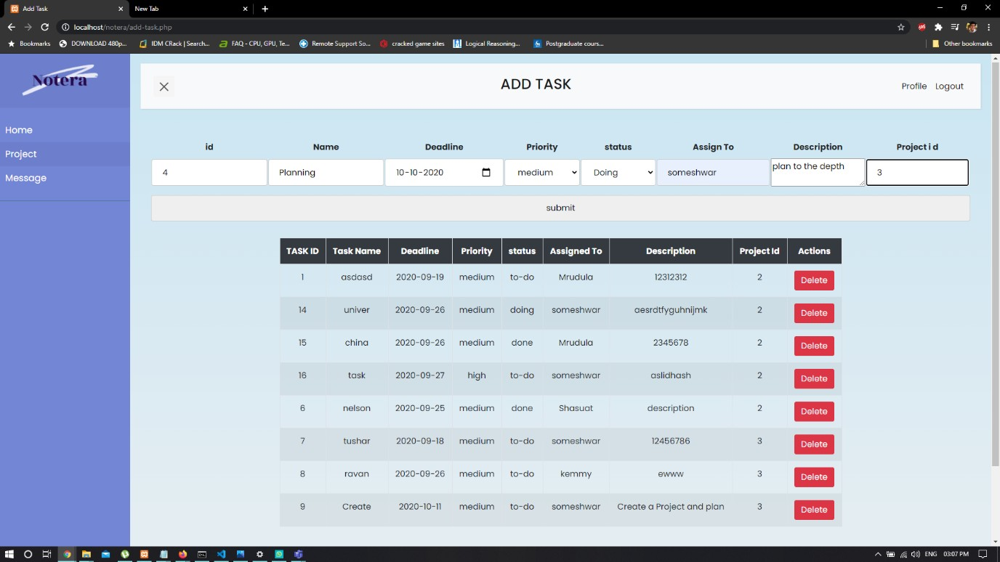 Add Task
New Tab
localhost/notera/add-task.php
Bookmarks DOWNLOAD 480p... IDM CRack | Search... FAQ - CPU, GPU, Te... Remote Support So... cracked game sites Logical Reasoning... Postgraduate cours... Other bookmarks
Notera
ADD TASK
Profile Logout
Home
Project
Message
id Name Deadline Priority status Assign To Description Project i d
4 Planning 10-10-2020 medium Doing someshwar plan to the depth 3
submit
TASK ID Task Name Deadline Priority status Assigned To Description Project Id Actions
1 asdasd 2020-09-19 medium to-do Mrudula 12312312 2 Delete
14 univer 2020-09-26 medium doing someshwar aesrdtfyguhnijmk 2 Delete
15 china 2020-09-26 medium done Mrudula 2345678 2 Delete
16 task 2020-09-27 high to-do someshwar aslidhash 2 Delete
6 nelson 2020-09-25 medium done Shasuat description 2 Delete
7 tushar 2020-09-18 medium to-do someshwar 12456786 3 Delete
8 ravan 2020-09-26 medium to-do kemmy ewww 3 Delete
9 Create 2020-10-11 medium to-do someshwar Create a Project and plan 3 Delete
ENG 03:07 PM